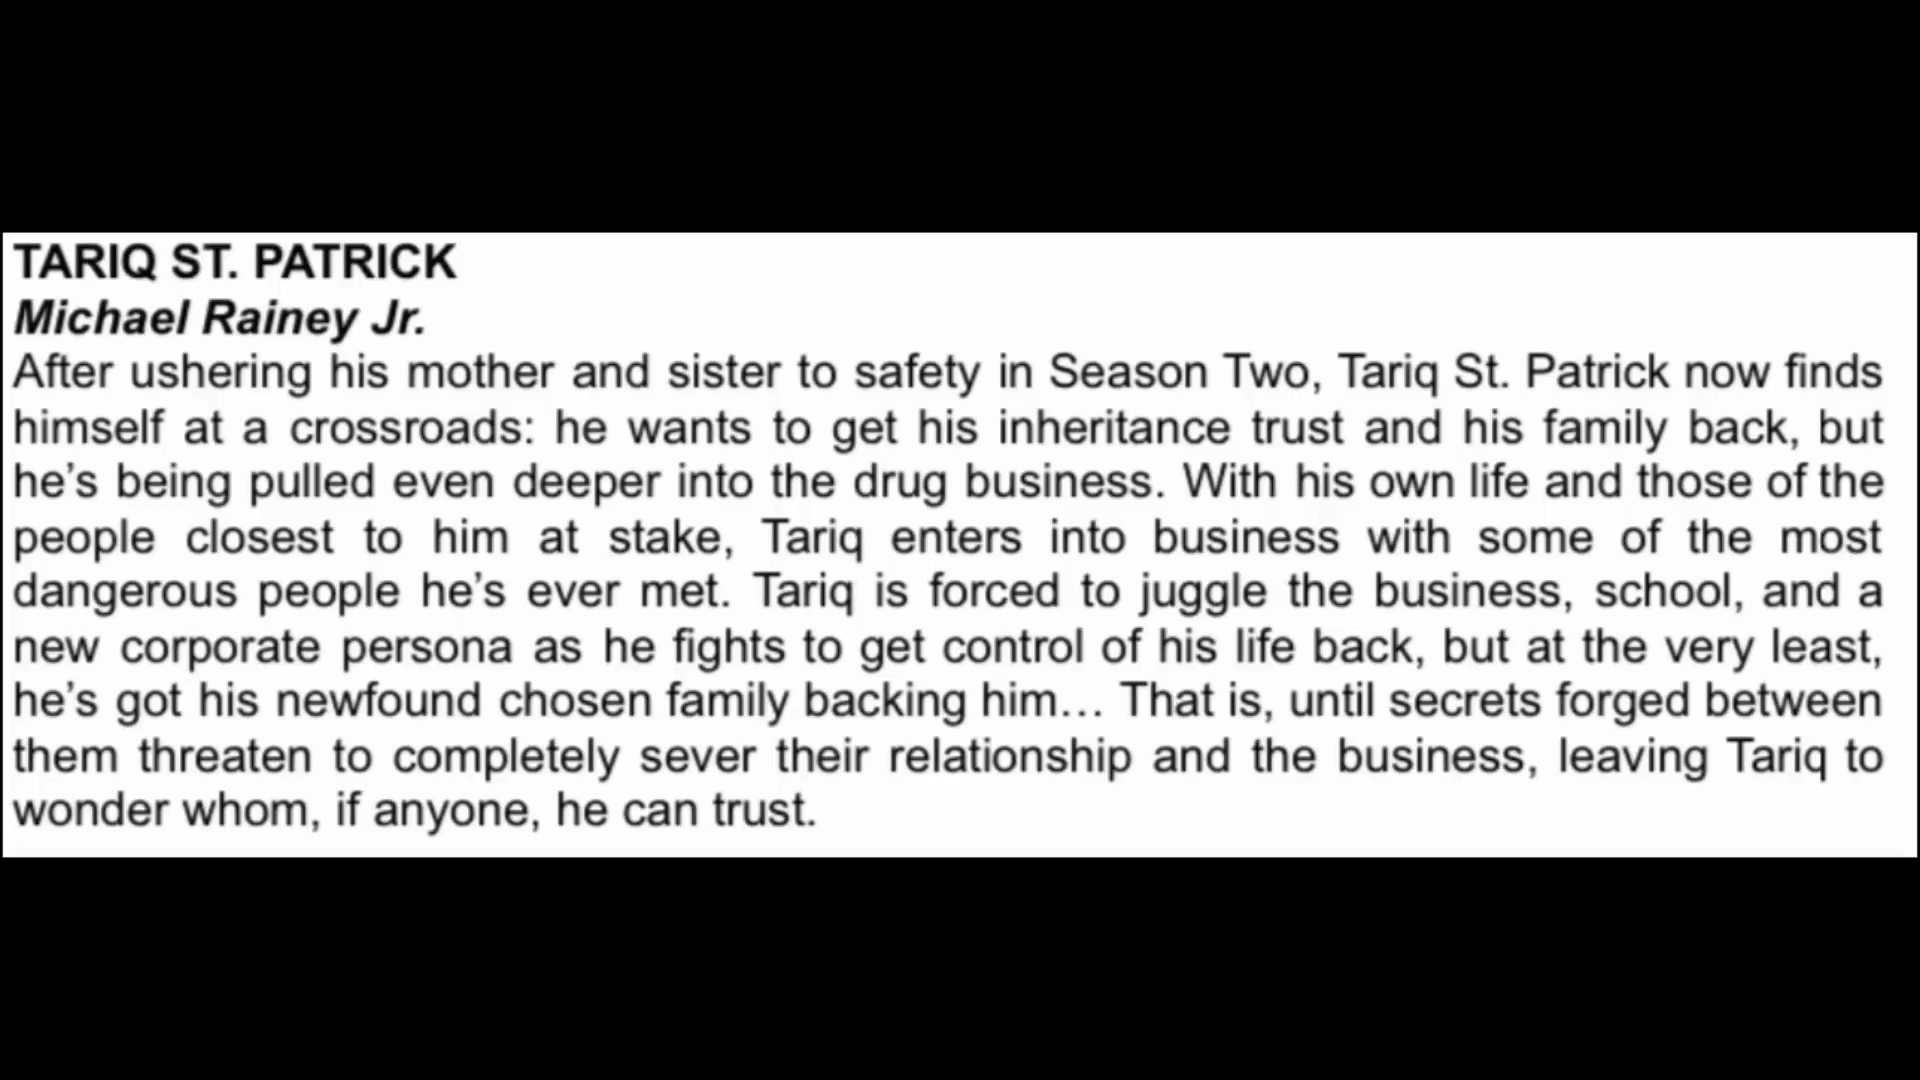 TARIQ ST. PATRICK
Michael Rainey Jr.
After ushering his mother and sister to safety in Season Two, Tariq St. Patrick now finds
himself at a crossroads: he wants to get his inheritance trust and his family back, but
he’s being pulled even deeper into the drug business. With his own life and those of the
people closest to him at stake, Tariq enters into business with some of the most
dangerous people he’s ever met. Tariq is forced to juggle the business, school, and a
new corporate persona as he fights to get control of his life back, but at the very least,
he’s got his newfound chosen family backing him… That is, until secrets forged between
them threaten to completely sever their relationship and the business, leaving Tariq to
wonder whom, if anyone, he can trust.